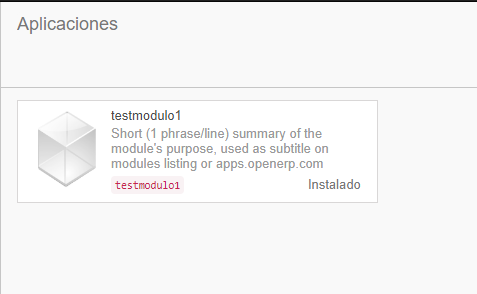 Aplicaciones
testmodulo1
Short (1 phrase/line) summary of the
module's purpose, used as subtitle on
modules listing or apps.openerp.com
testmodulo1
Instalado